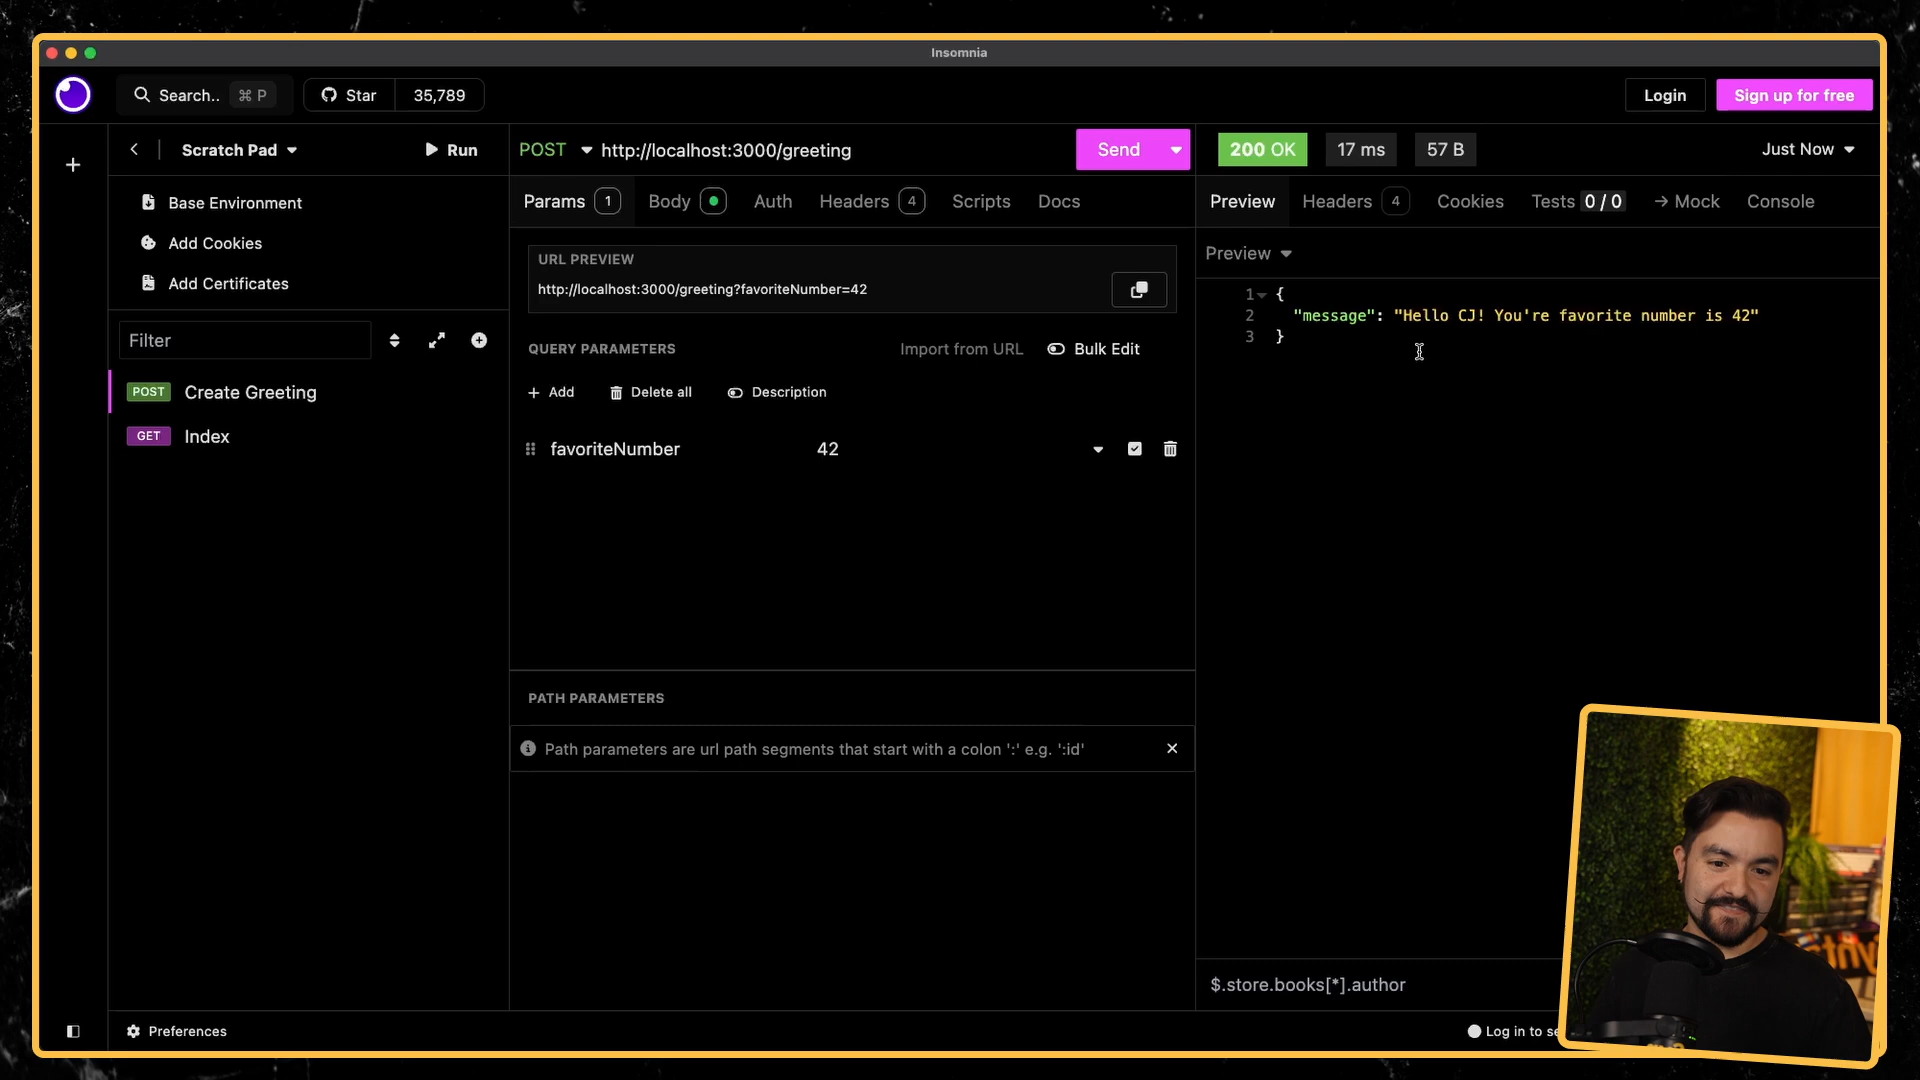 Insomnia
Search.. ⌘ P
Star 35,789
Login
Sign up for free
Scratch Pad
Run
Base Environment
Add Cookies
Add Certificates
Filter
POST Create Greeting
GET Index
POST http://localhost:3000/greeting
Send
Params 1 Body Auth Headers 4 Scripts Docs
URL PREVIEW
http://localhost:3000/greeting?favoriteNumber=42
QUERY PARAMETERS
Import from URL Bulk Edit
+ Add Delete all Description
favoriteNumber 42
PATH PARAMETERS
Path parameters are url path segments that start with a colon ':' e.g. ':id'
200 OK 17 ms 57 B
Just Now
Preview Headers 4 Cookies Tests 0 / 0 → Mock Console
Preview
1 {
2 "message": "Hello CJ! You're favorite number is 42"
3 }
$.store.books[*].author
Preferences
Log in to